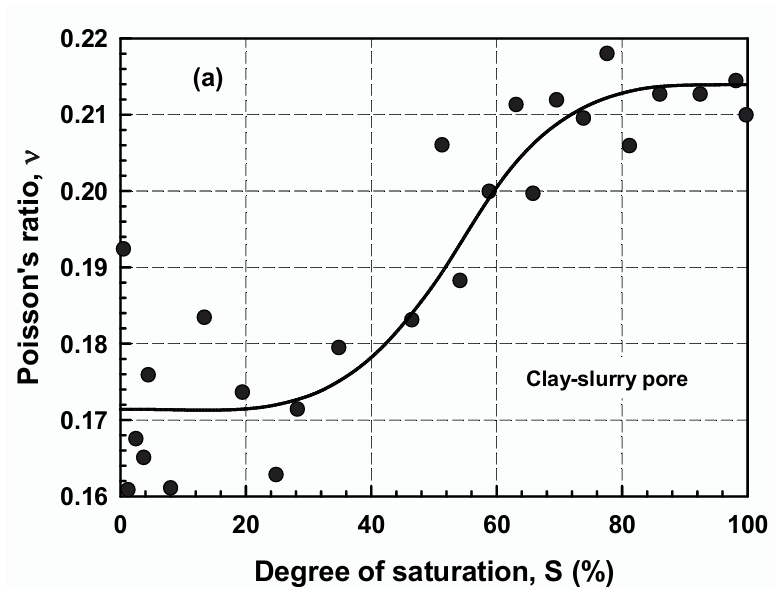 0.22
(a)
0.21
0.20
0.19
0.18
0.17
0.16
Poisson's ratio, ν
Clay-slurry pore
0 20 40 60 80 100
Degree of saturation, S (%)